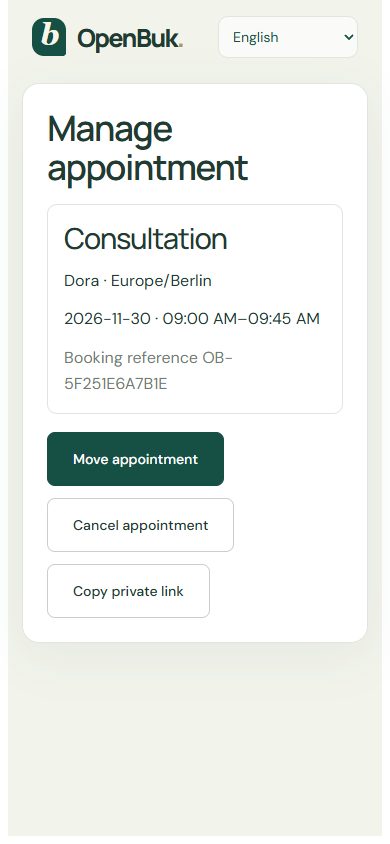 b OpenBuk.
English
Manage
appointment
Consultation
Dora · Europe/Berlin
2026-11-30 · 09:00 AM–09:45 AM
Booking reference OB-
5F251E6A7B1E
Move appointment
Cancel appointment
Copy private link